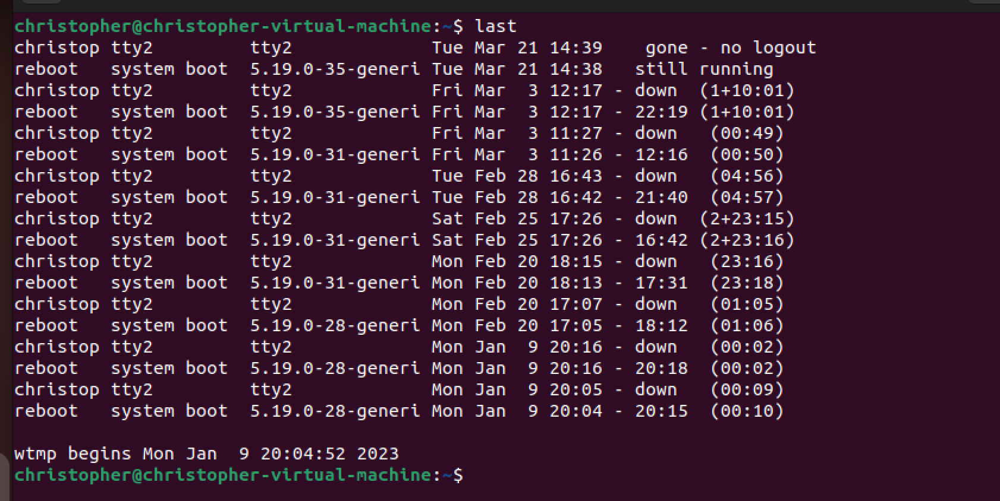 christopher@christopher-virtual-machine:~$ last
christop tty2         tty2             Tue Mar 21 14:39    gone - no logout
reboot   system boot  5.19.0-35-generi Tue Mar 21 14:38   still running
christop tty2         tty2             Fri Mar  3 12:17 - down  (1+10:01)
reboot   system boot  5.19.0-35-generi Fri Mar  3 12:17 - 22:19 (1+10:01)
christop tty2         tty2             Fri Mar  3 11:27 - down   (00:49)
reboot   system boot  5.19.0-31-generi Fri Mar  3 11:26 - 12:16  (00:50)
christop tty2         tty2             Tue Feb 28 16:43 - down   (04:56)
reboot   system boot  5.19.0-31-generi Tue Feb 28 16:42 - 21:40  (04:57)
christop tty2         tty2             Sat Feb 25 17:26 - down  (2+23:15)
reboot   system boot  5.19.0-31-generi Sat Feb 25 17:26 - 16:42 (2+23:16)
christop tty2         tty2             Mon Feb 20 18:15 - down   (23:16)
reboot   system boot  5.19.0-31-generi Mon Feb 20 18:13 - 17:31  (23:18)
christop tty2         tty2             Mon Feb 20 17:07 - down   (01:05)
reboot   system boot  5.19.0-28-generi Mon Feb 20 17:05 - 18:12  (01:06)
christop tty2         tty2             Mon Jan  9 20:16 - down   (00:02)
reboot   system boot  5.19.0-28-generi Mon Jan  9 20:16 - 20:18  (00:02)
christop tty2         tty2             Mon Jan  9 20:05 - down   (00:09)
reboot   system boot  5.19.0-28-generi Mon Jan  9 20:04 - 20:15  (00:10)

wtmp begins Mon Jan  9 20:04:52 2023
christopher@christopher-virtual-machine:~$